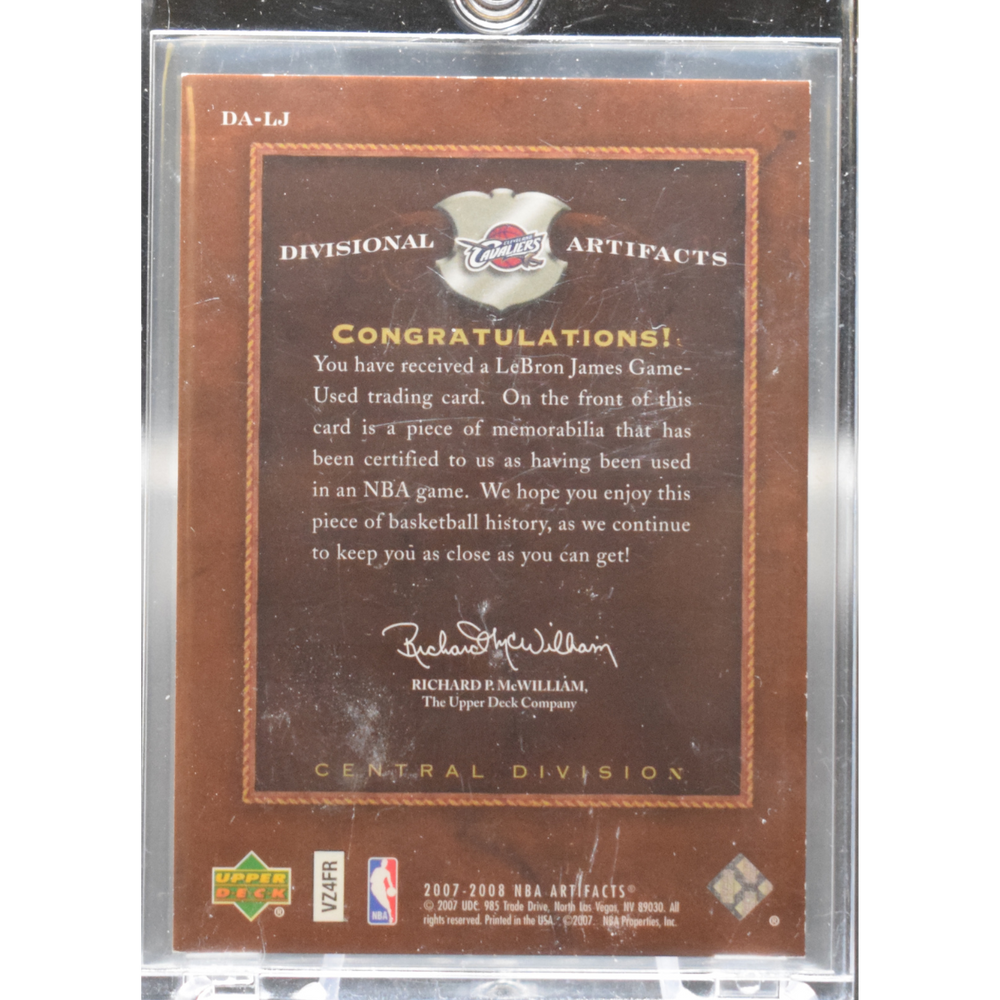 DA-LJ
DIVISIONAL CLEVELAND CAVALIERS ARTIFACTS
CONGRATULATIONS!
You have received a LeBron James Game-
Used trading card. On the front of this
card is a piece of memorabilia that has
been certified to us as having been used
in an NBA game. We hope you enjoy this
piece of basketball history, as we continue
to keep you as close as you can get!
Richard McWilliam
RICHARD P. McWILLIAM,
The Upper Deck Company
CENTRAL DIVISION
UPPER
DECK
®
VZ4FR
NBA
2007-2008 NBA ARTIFACTS®
© 2007 UDC. 985 Trade Drive, North Las Vegas, NV 89030. All
rights reserved. Printed in the USA. ©2007 NBA Properties, Inc.
®